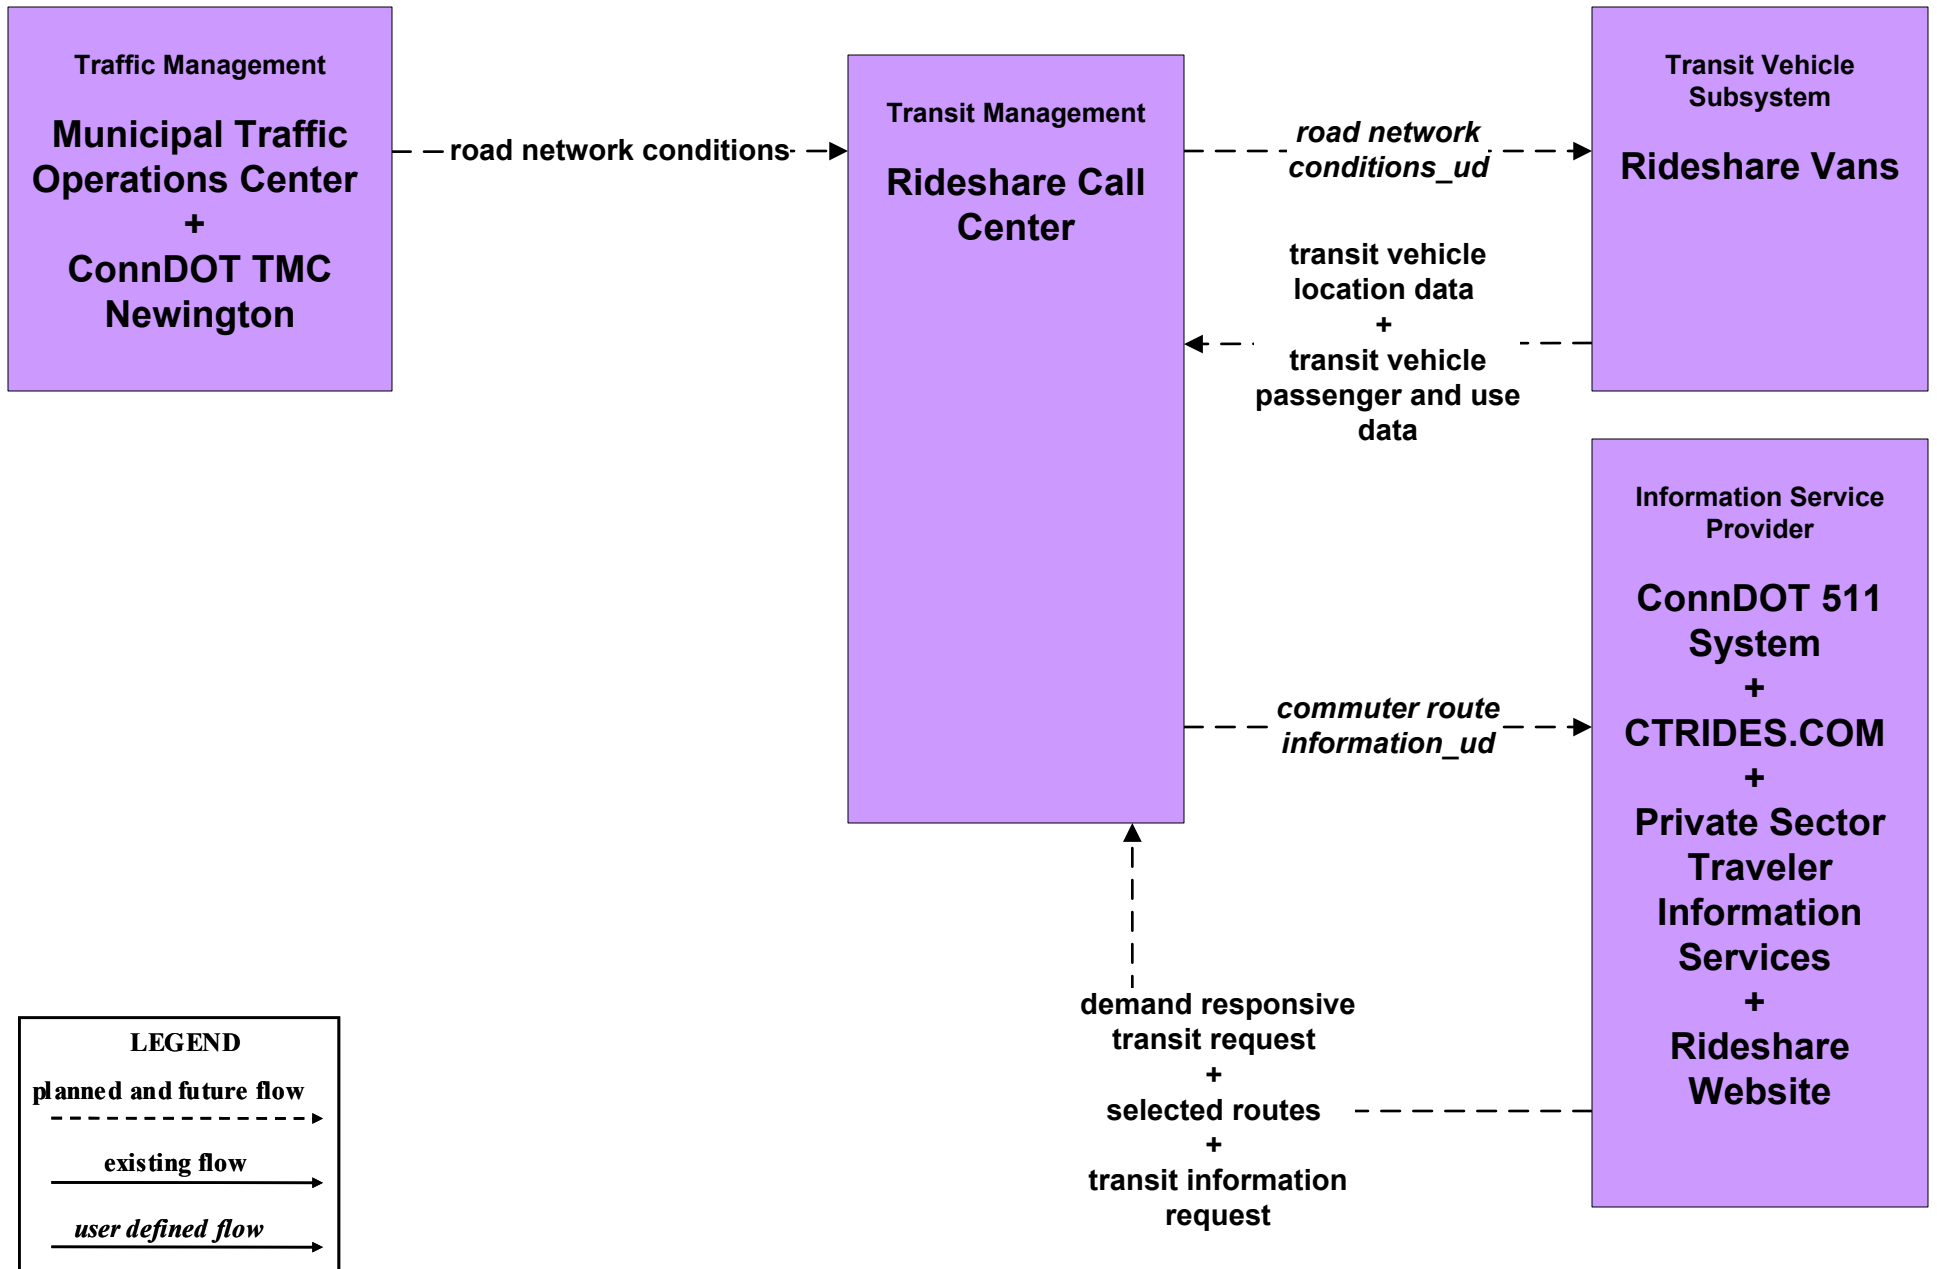 Traffic Management
Municipal Traffic
Operations Center
+
ConnDOT TMC
Newington
road network conditions
Transit Management
Rideshare Call
Center
road network
conditions_ud
transit vehicle
location data
+
transit vehicle
passenger and use
data
Transit Vehicle
Subsystem
Rideshare Vans
Information Service
Provider
ConnDOT 511
System
+
CTRIDES.COM
+
Private Sector
Traveler
Information
Services
+
Rideshare
Website
commuter route
information_ud
demand responsive
transit request
+
selected routes
+
transit information
request
LEGEND
planned and future flow
existing flow
user defined flow